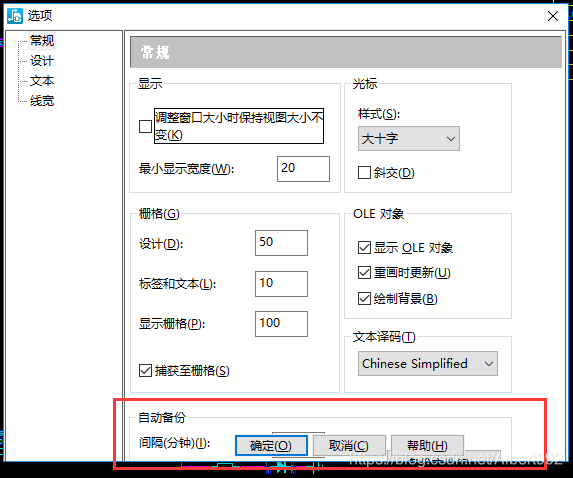 选项
常规
设计
文本
线宽
常规
显示
调整窗口大小时保持视图大小不
变(K)
最小显示宽度(W):
20
光标
样式(S):
大十字
斜交(D)
栅格(G)
设计(D):
50
标签和文本(L):
10
显示栅格(P):
100
捕获至栅格(S)
OLE 对象
显示 OLE 对象
重画时更新(U)
绘制背景(B)
文本译码(T)
Chinese Simplified
自动备份
间隔(分钟)(I):
确定(O)
取消(C)
帮助(H)